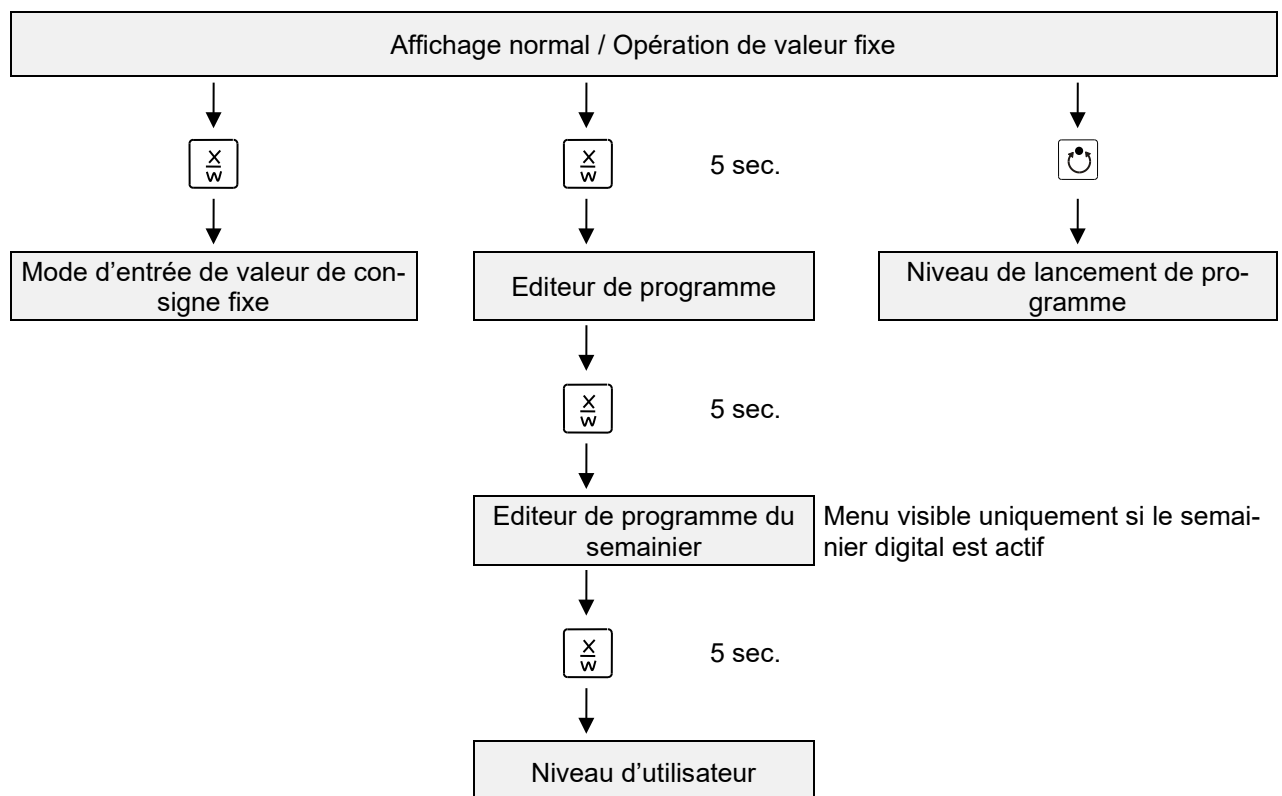 Affichage normal / Opération de valeur fixe
X
W
X
W
5 sec.
Mode d’entrée de valeur de con-
signe fixe
Editeur de programme
Niveau de lancement de pro-
gramme
X
W
5 sec.
Editeur de programme du
semainier
Menu visible uniquement si le semai-
nier digital est actif
X
W
5 sec.
Niveau d’utilisateur